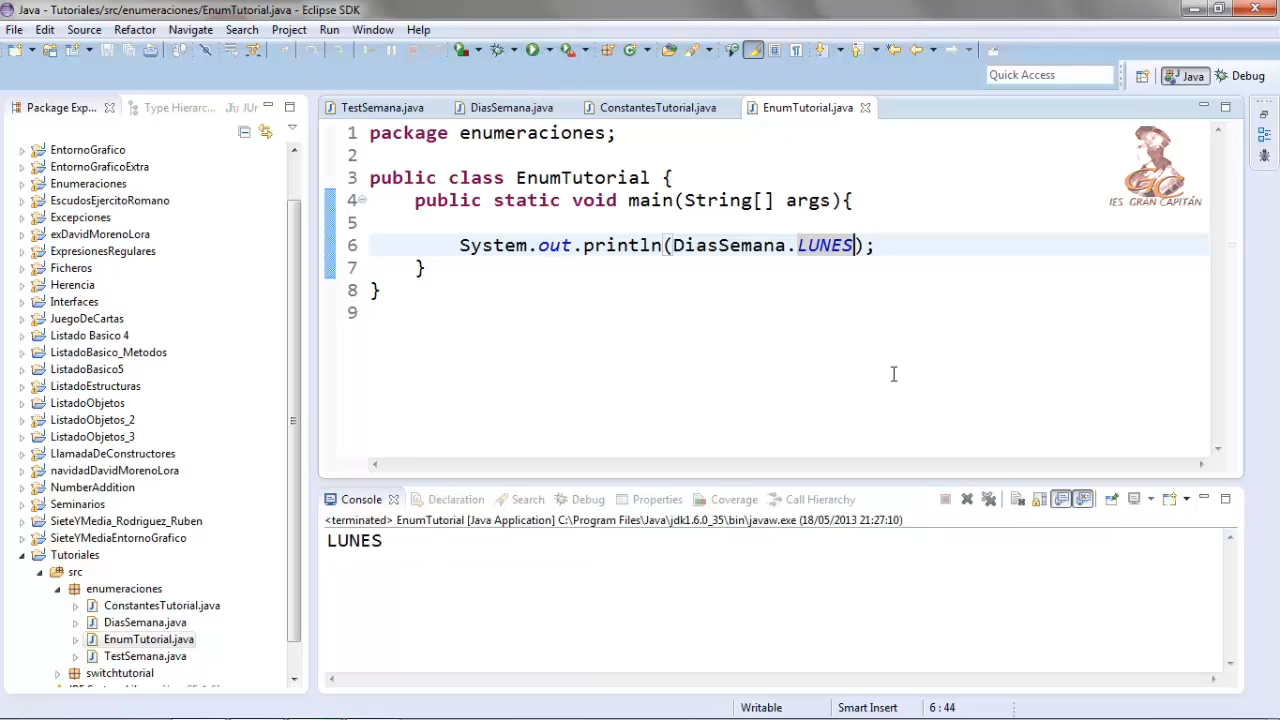 Java - Tutoriales/src/enumeraciones/EnumTutorial.java - Eclipse SDK
File Edit Source Refactor Navigate Search Project Run Window Help
Quick Access
Java
Debug
Package Exp...
Type Hierarc...
Ju JUr
TestSemana.java
DiasSemana.java
ConstantesTutorial.java
EnumTutorial.java
EntornoGrafico
EntornoGraficoExtra
Enumeraciones
EscudosEjercitoRomano
Excepciones
exDavidMorenoLora
ExpresionesRegulares
Ficheros
Herencia
Interfaces
JuegoDeCartas
Listado Basico 4
ListadoBasico_Metodos
ListadoBasico5
ListadoEstructuras
ListadoObjetos
ListadoObjetos_2
ListadoObjetos_3
LlamadaDeConstructores
navidadDavidMorenoLora
NumberAddition
Seminarios
SieteYMedia_Rodriguez_Ruben
SieteYMediaEntornoGrafico
Tutoriales
src
enumeraciones
ConstantesTutorial.java
DiasSemana.java
EnumTutorial.java
TestSemana.java
switchtutorial
1 package enumeraciones;
2
3 public class EnumTutorial {
4 public static void main(String[] args){
5
6 System.out.println(DiasSemana.LUNES);
7 }
8 }
9
GC
IES GRAN CAPITÁN
Console Declaration Search Debug Properties Coverage Call Hierarchy
<terminated> EnumTutorial [Java Application] C:\Program Files\Java\jdk1.6.0_35\bin\javaw.exe (18/05/2013 21:27:10)
LUNES
Writable Smart Insert 6 : 44